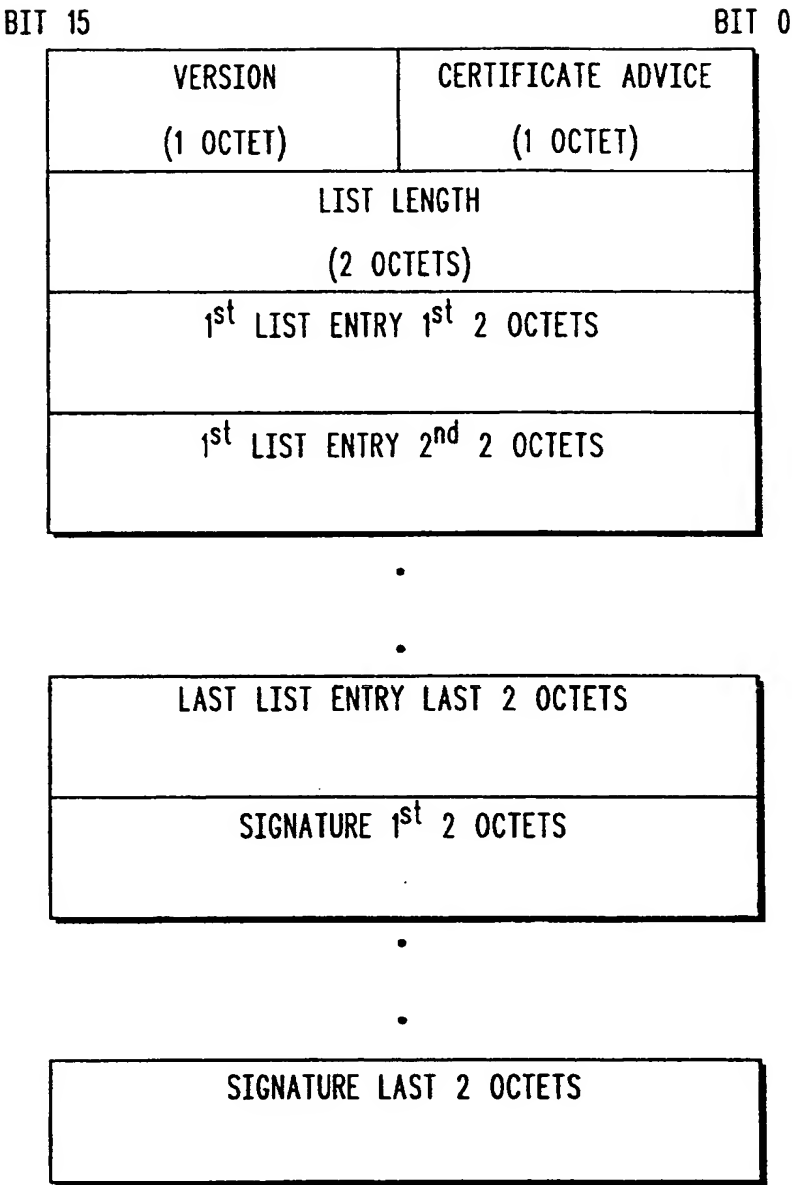 BIT 15 BIT 0
VERSION CERTIFICATE ADVICE
(1 OCTET) (1 OCTET)
LIST LENGTH
(2 OCTETS)
1st LIST ENTRY 1st 2 OCTETS
1st LIST ENTRY 2nd 2 OCTETS
LAST LIST ENTRY LAST 2 OCTETS
SIGNATURE 1st 2 OCTETS
SIGNATURE LAST 2 OCTETS